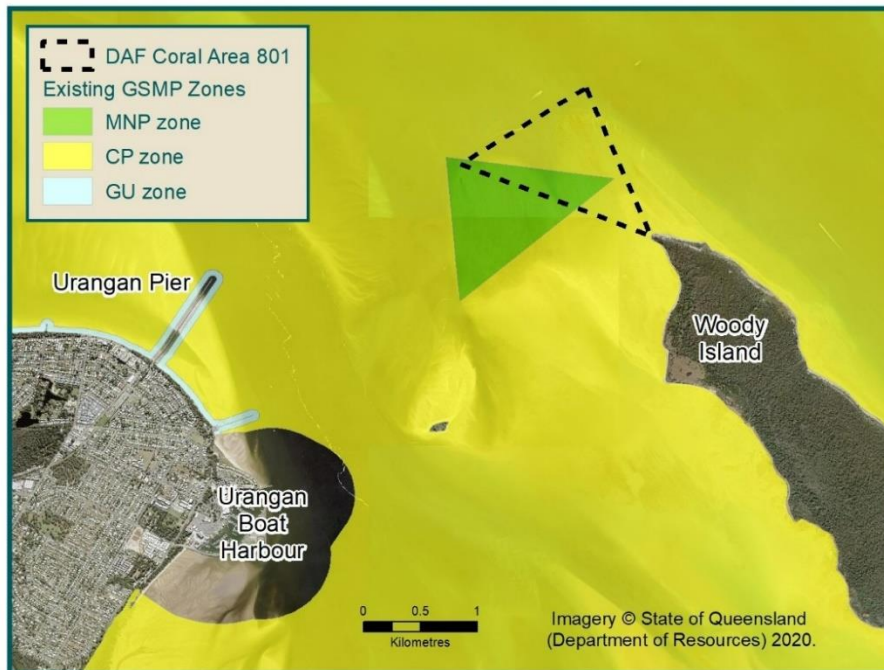 DAF Coral Area 801
Existing GSMP Zones
MNP zone
CP zone
GU zone
Urangan Pier
Woody
Island
Urangan
Boat
Harbour
0 0.5 1
Kilometres
Imagery © State of Queensland
(Department of Resources) 2020.